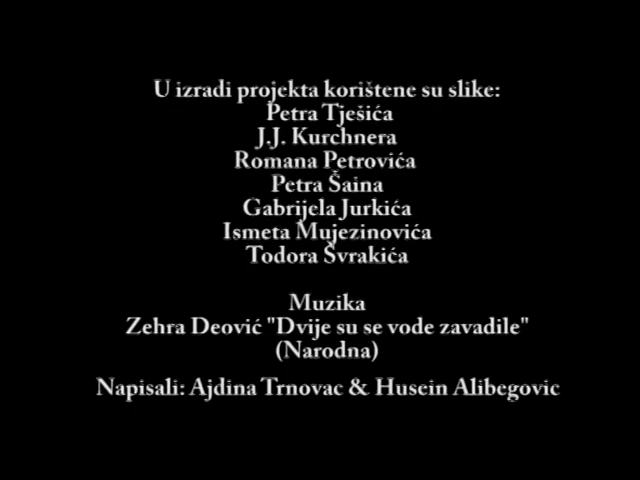 U izradi projekta korištene su slike:
Petra Tješića
J.J. Kurchnera
Romana Petrovića
Petra Šaina
Gabrijela Jurkića
Ismeta Mujezinovića
Todora Švrakića
Muzika
Zehra Deović "Dvije su se vode zavadile"
(Narodna)
Napisali: Ajdina Trnovac & Husein Alibegovic